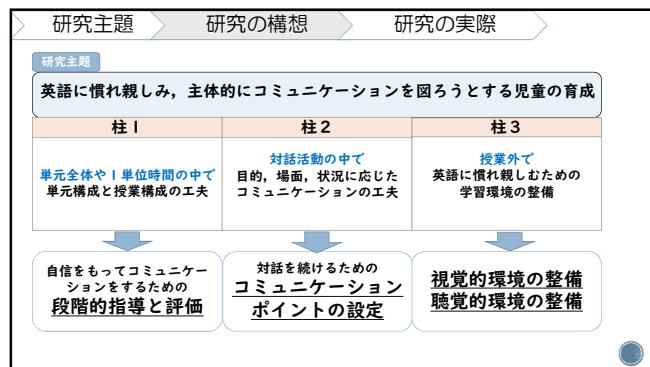 研究主題
研究の構想
研究の実際
研究主題
英語に慣れ親しみ，主体的にコミュニケーションを図ろうとする児童の育成
柱１
柱２
柱３
単元全体や１単位時間の中で
単元構成と授業構成の工夫
対話活動の中で
目的，場面，状況に応じた
コミュニケーションの工夫
授業外で
英語に慣れ親しむための
学習環境の整備
自信をもってコミュニケー
ションをするための
段階的指導と評価
対話を続けるための
コミュニケーション
ポイントの設定
視覚的環境の整備
聴覚的環境の整備